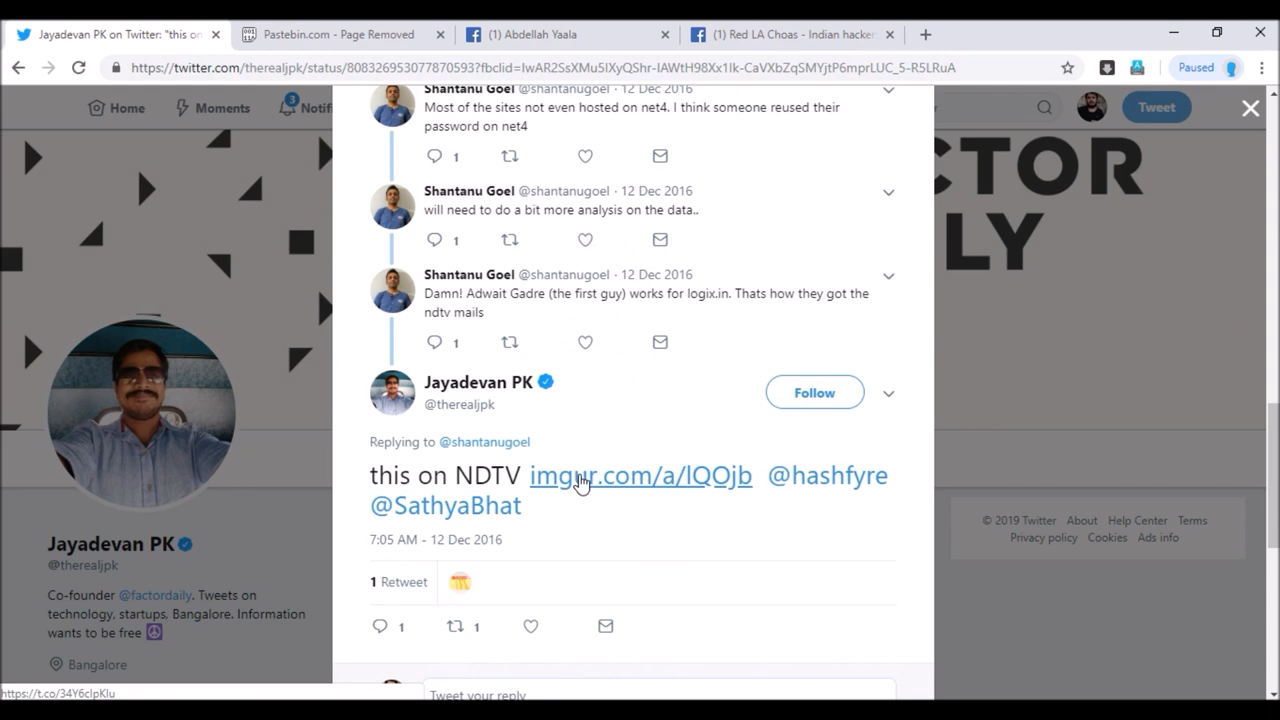 Jayadevan PK on Twitter: "this on
Pastebin.com - Page Removed
(1) Abdellah Yaala
(1) Red LA Choas - Indian hacker
https://twitter.com/therealjpk/status/808326953077870593?fbclid=IwAR2SsXMu5lXyQShr-IAWtH98Xx1Ik-CaVXbZqSMYjtP6mprLUC_5-R5LRuA
Paused
Home
Moments
3
Notif
Tweet
CTOR
LY
Shantanu Goel @shantanugoel · 12 Dec 2016
Most of the sites not even hosted on net4. I think someone reused their
password on net4
1
Shantanu Goel @shantanugoel · 12 Dec 2016
will need to do a bit more analysis on the data..
1
Shantanu Goel @shantanugoel · 12 Dec 2016
Damn! Adwait Gadre (the first guy) works for logix.in. Thats how they got the
ndtv mails
1
Jayadevan PK
@therealjpk
Follow
Replying to @shantanugoel
this on NDTV imgur.com/a/lQOjb @hashfyre
@SathyaBhat
7:05 AM - 12 Dec 2016
1 Retweet
1 1
Tweet your reply
Jayadevan PK
@therealjpk
Co-founder @factordaily. Tweets on
technology, startups, Bangalore. Information
wants to be free
Bangalore
© 2019 Twitter About Help Center Terms
Privacy policy Cookies Ads info
https://t.co/34Y6cIpKlu